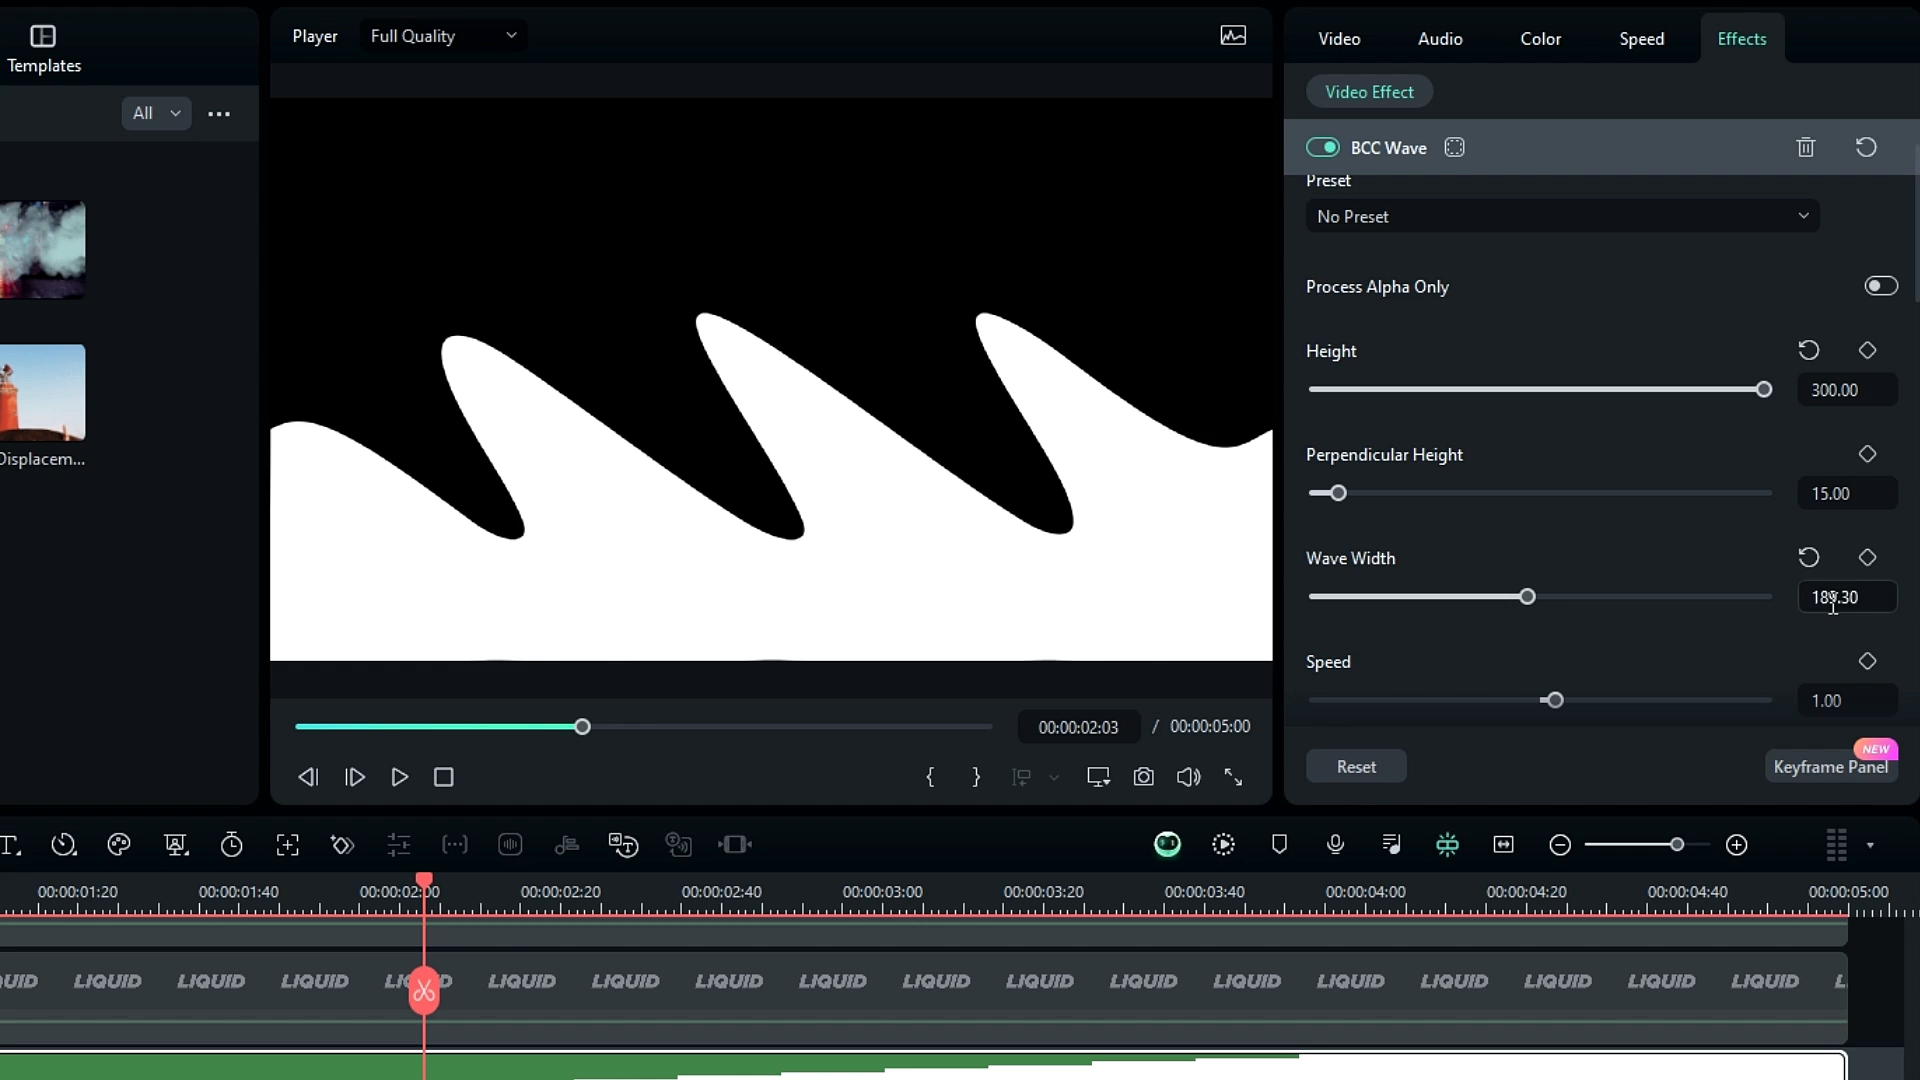 Templates
All
Displacem...
Player
Full Quality
Video
Audio
Color
Speed
Effects
Video Effect
BCC Wave
Preset
No Preset
Process Alpha Only
Height
300.00
Perpendicular Height
15.00
Wave Width
189.30
Speed
1.00
Reset
NEW
Keyframe Panel
00:00:02:03 / 00:00:05:00
00:00:01:20 00:00:01:40 00:00:02:00 00:00:02:20 00:00:02:40 00:00:03:00 00:00:03:20 00:00:03:40 00:00:04:00 00:00:04:20 00:00:04:40 00:00:05:00
UID LIQUID LIQUID LIQUID LIQUID LIQUID LIQUID LIQUID LIQUID LIQUID LIQUID LIQUID LIQUID LIQUID LIQUID LIQUID LIQUID LIQUID L